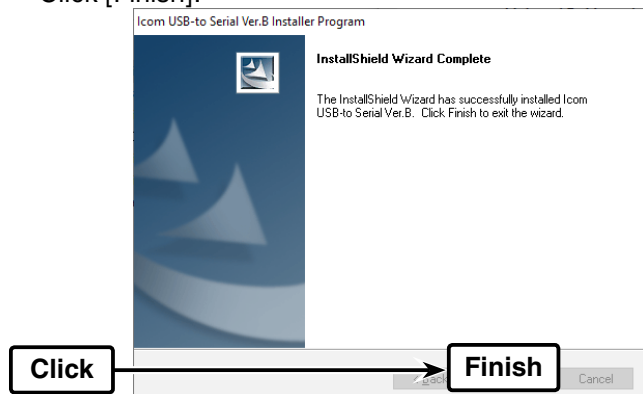 Click [Finish].
Icom USB-to Serial Ver.B Installer Program
InstallShield Wizard Complete
The InstallShield Wizard has successfully installed Icom
USB-to Serial Ver.B. Click Finish to exit the wizard.
Click
Finish
Cancel